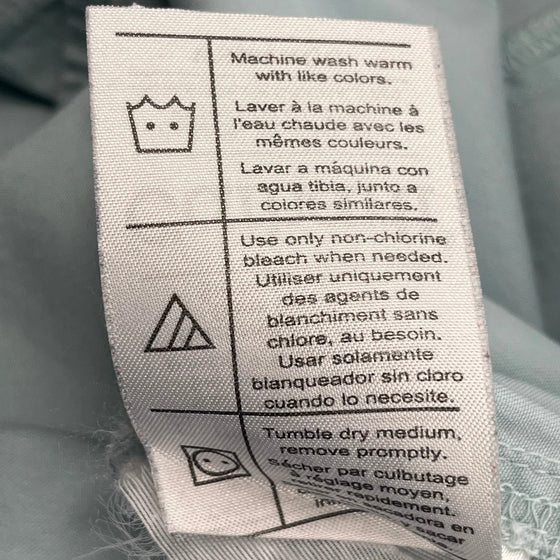 Machine wash warm
with like colors.
Laver à la machine à
l'eau chaude avec les
mêmes couleurs.
Lavar a máquina con
agua tibia, junto a
colores similares.
Use only non-chlorine
bleach when needed.
Utiliser uniquement
des agents de
blanchiment sans
chlore, au besoin.
Usar solamente
blanqueador sin cloro
cuando lo necesite.
Tumble dry medium,
remove promptly.
Sécher par culbutage
à réglage moyen,
rapidement.
en